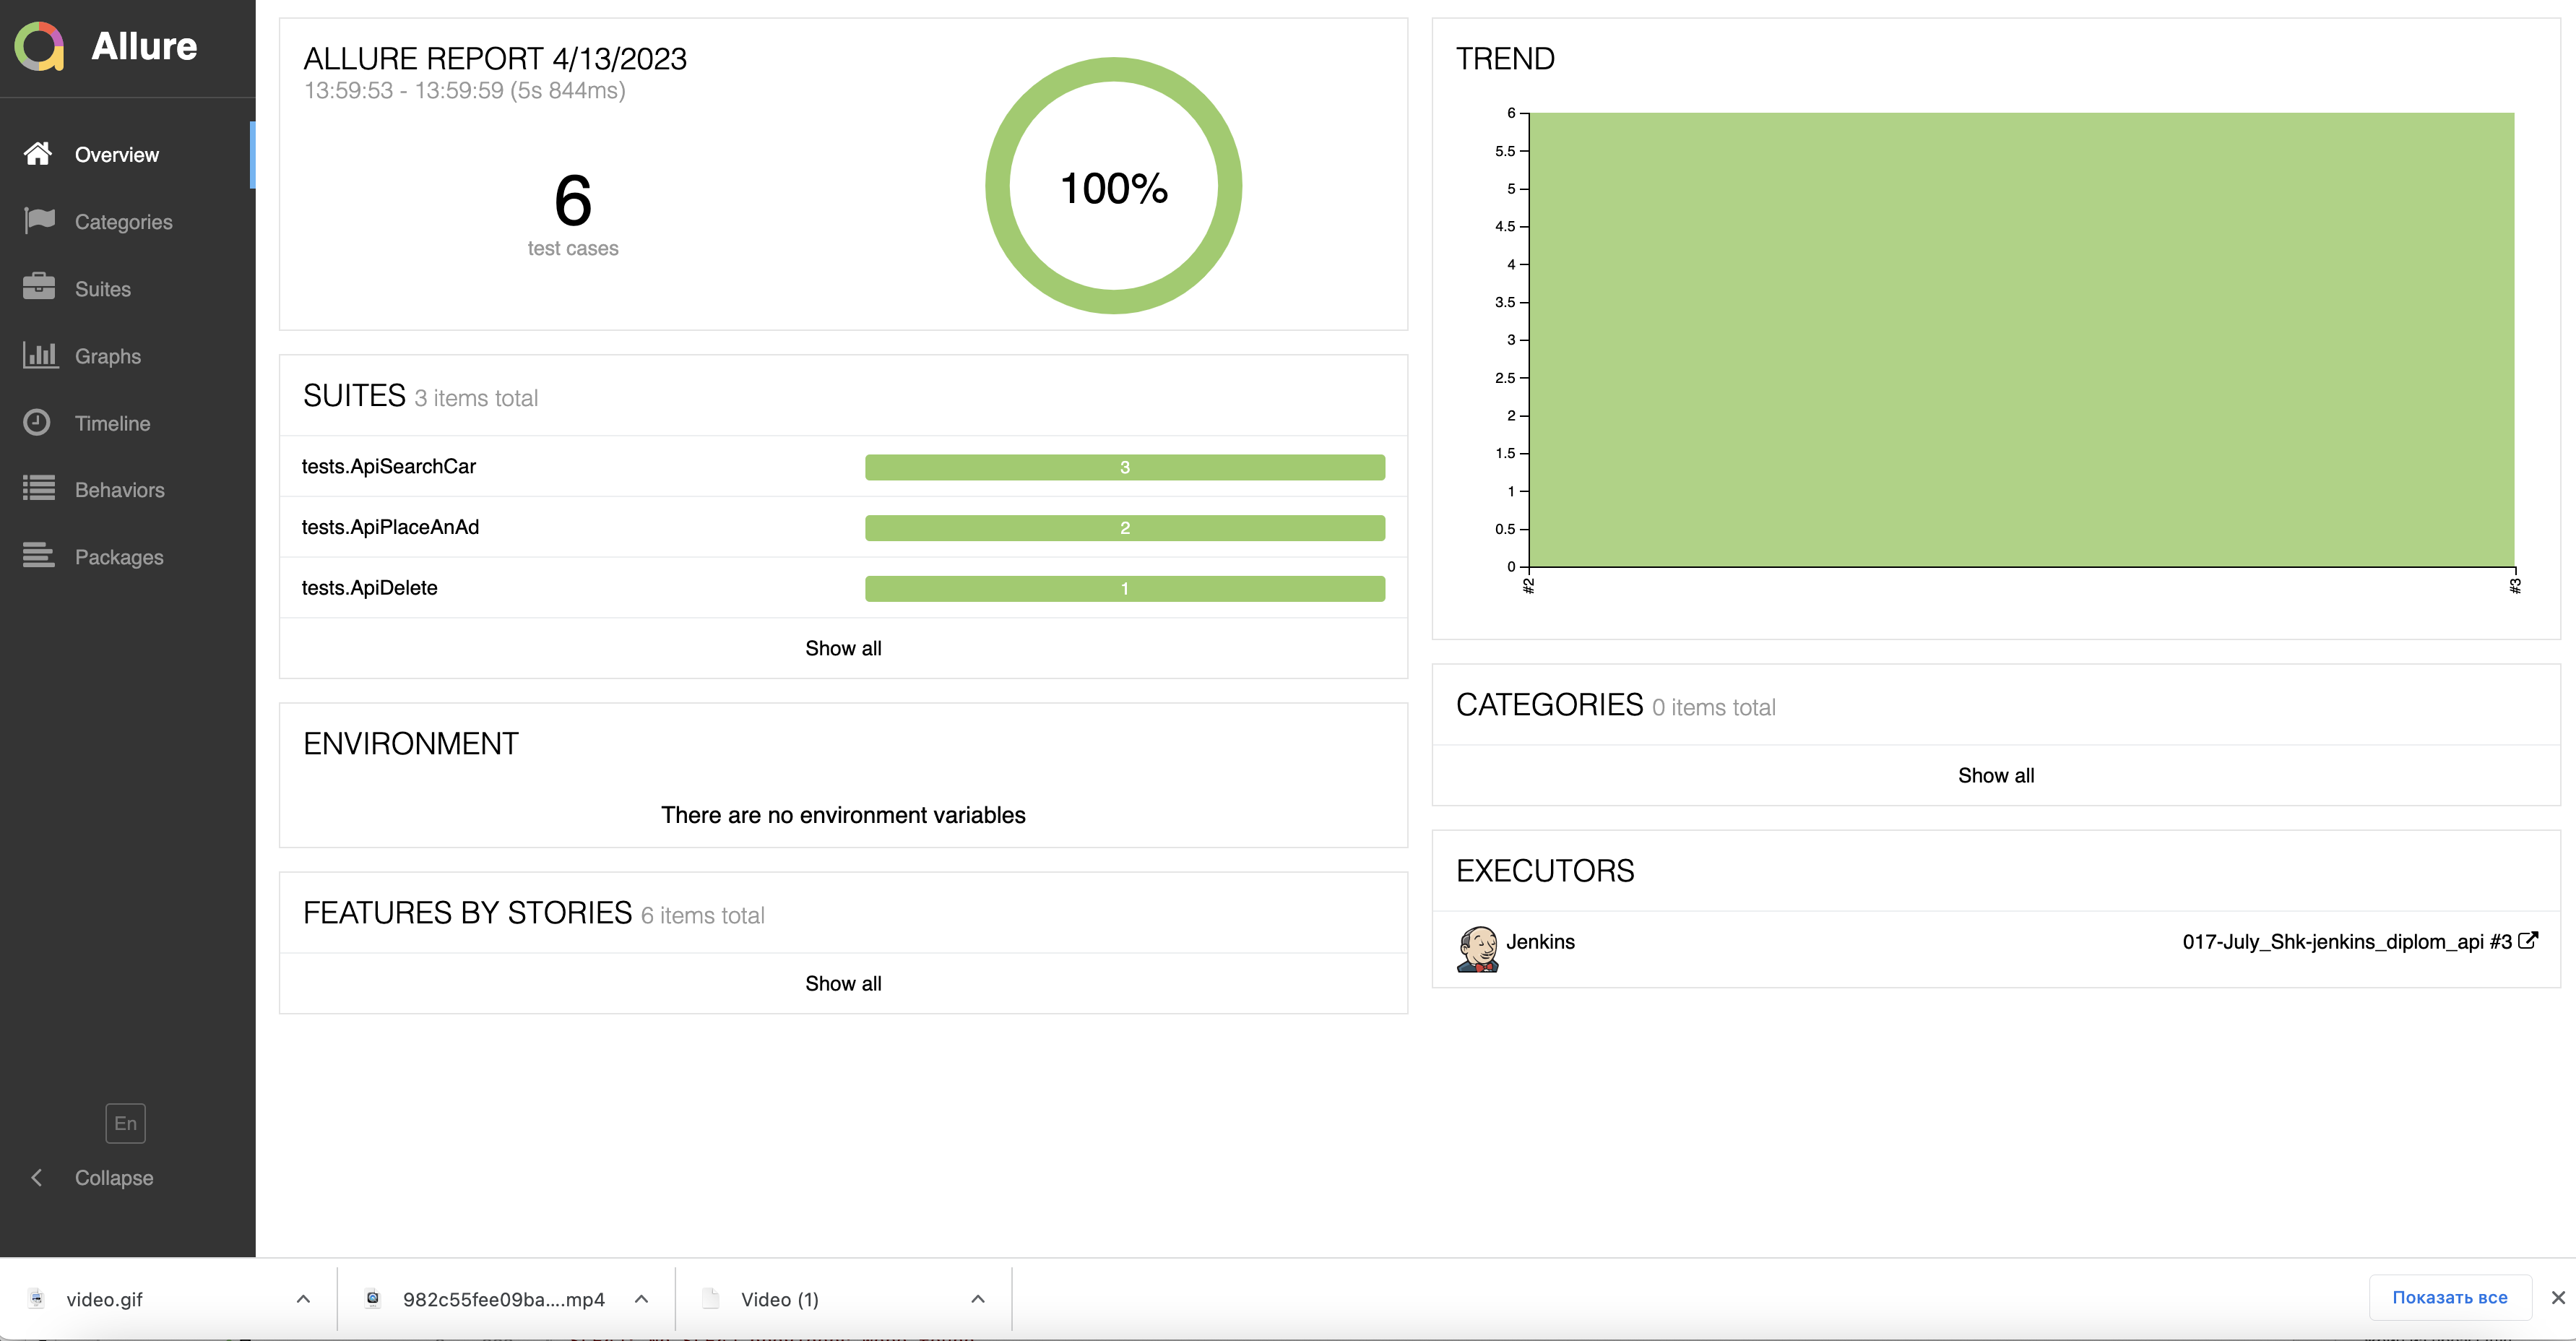 Allure
Overview
Categories
Suites
Graphs
Timeline
Behaviors
Packages
En
Collapse
ALLURE REPORT 4/13/2023
13:59:53 - 13:59:59 (5s 844ms)
6
test cases
100%
SUITES 3 items total
tests.ApiSearchCar 3
tests.ApiPlaceAnAd 2
tests.ApiDelete 1
Show all
ENVIRONMENT
There are no environment variables
FEATURES BY STORIES 6 items total
Show all
TREND
6
5.5
5
4.5
4
3.5
3
2.5
2
1.5
1
0.5
0
#2
#3
CATEGORIES 0 items total
Show all
EXECUTORS
Jenkins 017-July_Shk-jenkins_diplom_api #3
video.gif
982c55fee09ba....mp4
Video (1)
Показать все